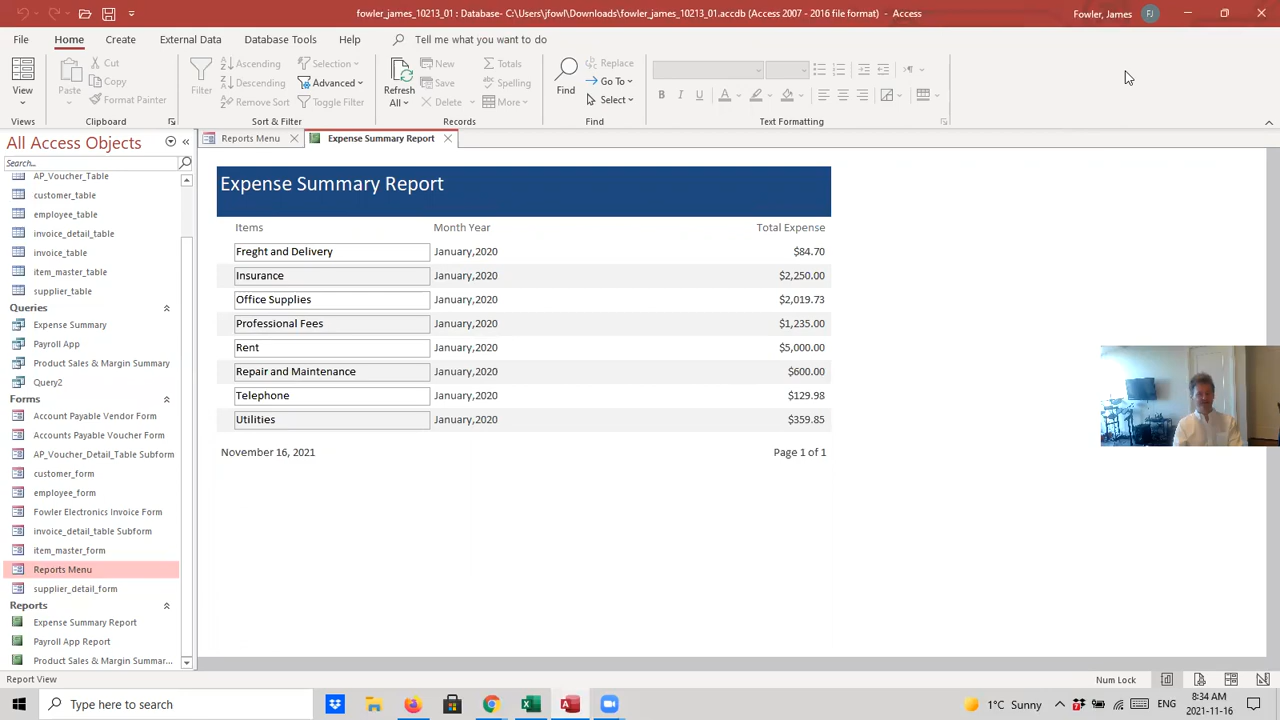 fowler_james_10213_01 : Database- C:\Users\jfowl\Downloads\fowler_james_10213_01.accdb (Access 2007 - 2016 file format) - Access
Fowler, James FJ
File Home Create External Data Database Tools Help Tell me what you want to do
View
Views
Paste
Cut
Copy
Format Painter
Clipboard
Filter
Ascending
Descending
Remove Sort
Selection
Advanced
Toggle Filter
Sort & Filter
Refresh All
New
Save
Delete
Totals
Spelling
More
Records
Find
Replace
Go To
Select
Find
B I U A
Text Formatting
All Access Objects
Search...
AP_Voucher_Table
customer_table
employee_table
invoice_detail_table
invoice_table
item_master_table
supplier_table
Queries
Expense Summary
Payroll App
Product Sales & Margin Summary
Query2
Forms
Account Payable Vendor Form
Accounts Payable Voucher Form
AP_Voucher_Detail_Table Subform
customer_form
employee_form
Fowler Electronics Invoice Form
invoice_detail_table Subform
item_master_form
Reports Menu
supplier_detail_form
Reports
Expense Summary Report
Payroll App Report
Product Sales & Margin Summar...
Reports Menu Expense Summary Report
Expense Summary Report
Items Month Year Total Expense
Freght and Delivery January,2020 $84.70
Insurance January,2020 $2,250.00
Office Supplies January,2020 $2,019.73
Professional Fees January,2020 $1,235.00
Rent January,2020 $5,000.00
Repair and Maintenance January,2020 $600.00
Telephone January,2020 $129.98
Utilities January,2020 $359.85
November 16, 2021 Page 1 of 1
Report View Num Lock
Type here to search
1°C Sunny
ENG
8:34 AM
2021-11-16